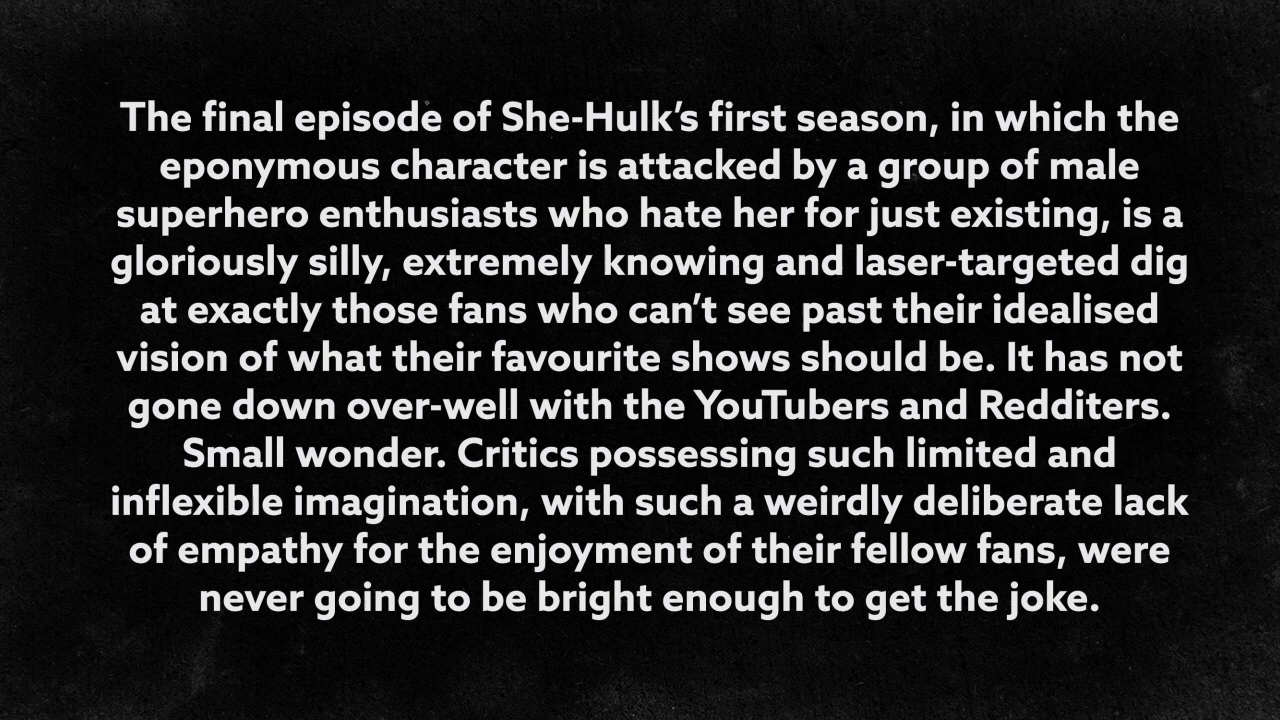 The final episode of She-Hulk’s first season, in which the
eponymous character is attacked by a group of male
superhero enthusiasts who hate her for just existing, is a
gloriously silly, extremely knowing and laser-targeted dig
at exactly those fans who can’t see past their idealised
vision of what their favourite shows should be. It has not
gone down over-well with the YouTubers and Redditers.
Small wonder. Critics possessing such limited and
inflexible imagination, with such a weirdly deliberate lack
of empathy for the enjoyment of their fellow fans, were
never going to be bright enough to get the joke.